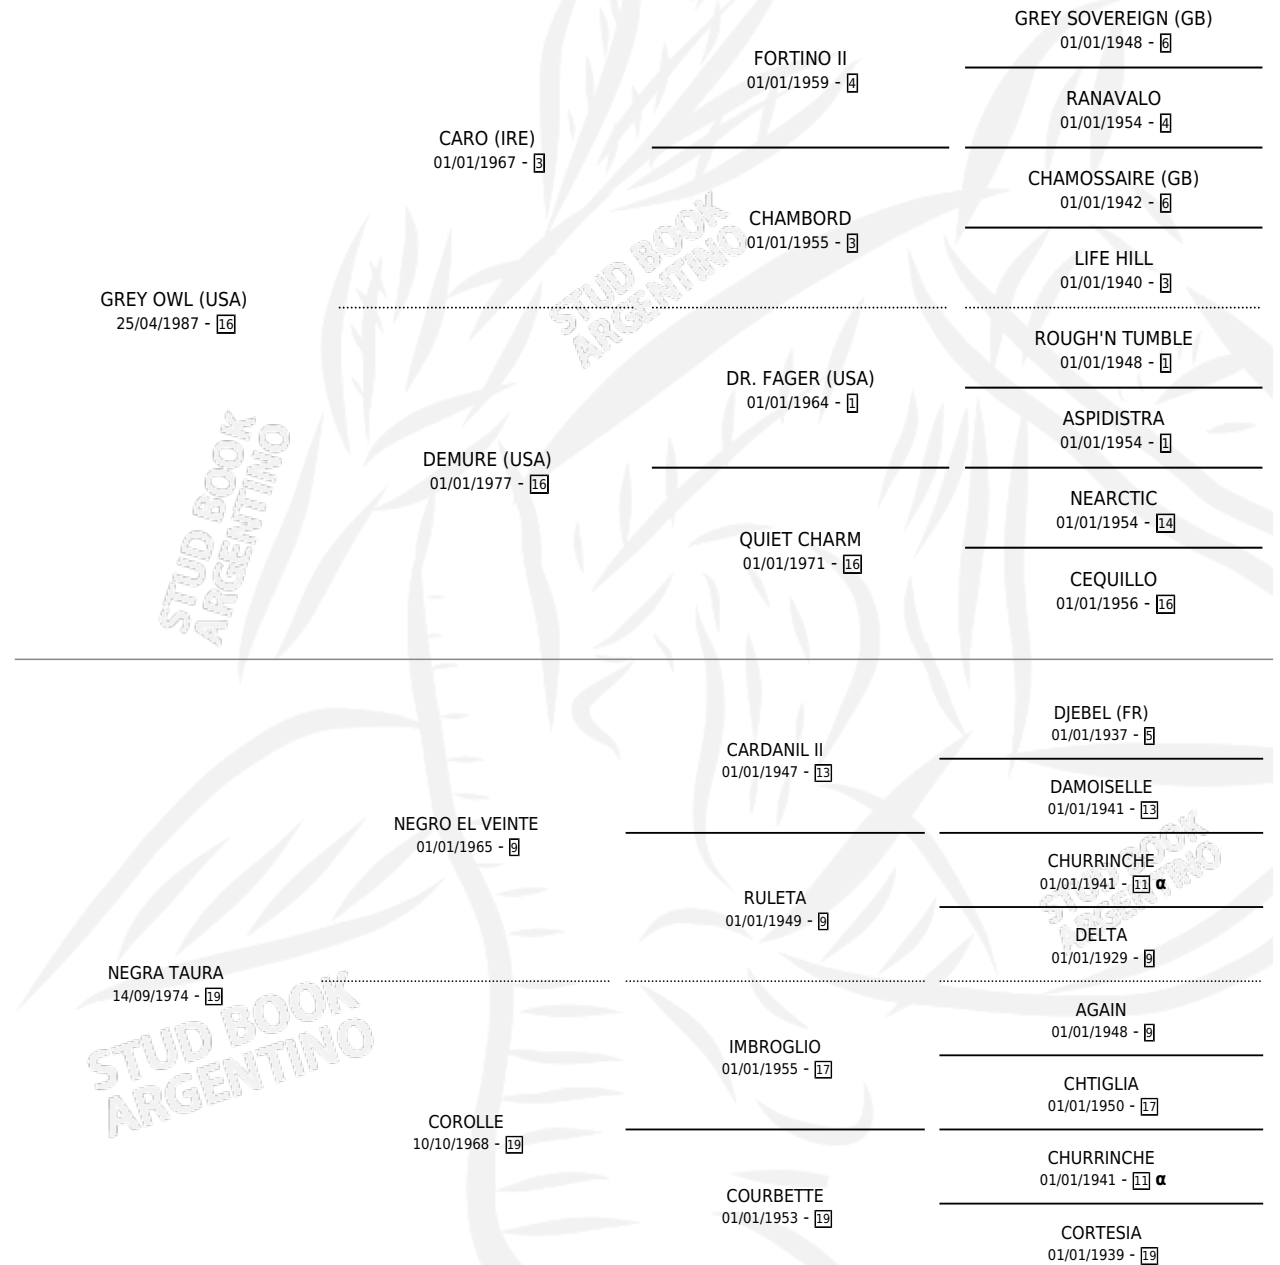 GREY SOVEREIGN (GB)
01/01/1948 - 6
FORTINO II
01/01/1959 - 4
RANAVALO
01/01/1954 - 4
CARO (IRE)
01/01/1967 - 3
CHAMOSSAIRE (GB)
01/01/1942 - 6
CHAMBORD
01/01/1955 - 3
LIFE HILL
01/01/1940 - 3
GREY OWL (USA)
25/04/1987 - 16
ROUGH'N TUMBLE
01/01/1948 - 1
DR. FAGER (USA)
01/01/1964 - 1
ASPIDISTRA
01/01/1954 - 1
DEMURE (USA)
01/01/1977 - 16
NEARCTIC
01/01/1954 - 14
QUIET CHARM
01/01/1971 - 16
CEQUILLO
01/01/1956 - 16
DJEBEL (FR)
01/01/1937 - 5
CARDANIL II
01/01/1947 - 13
DAMOISELLE
01/01/1941 - 13
NEGRO EL VEINTE
01/01/1965 - 9
CHURRINCHE
01/01/1941 - 11 α
RULETA
01/01/1949 - 9
DELTA
01/01/1929 - 9
NEGRA TAURA
14/09/1974 - 19
AGAIN
01/01/1948 - 9
IMBROGLIO
01/01/1955 - 17
CHTIGLIA
01/01/1950 - 17
COROLLE
10/10/1968 - 19
CHURRINCHE
01/01/1941 - 11 α
COURBETTE
01/01/1953 - 19
CORTESIA
01/01/1939 - 19
STUD BOOK
ARGENTINO
STUD BOOK
ARGENTINO
STUD BOOK
ARGENTINO
STUD BOOK
ARGENTINO